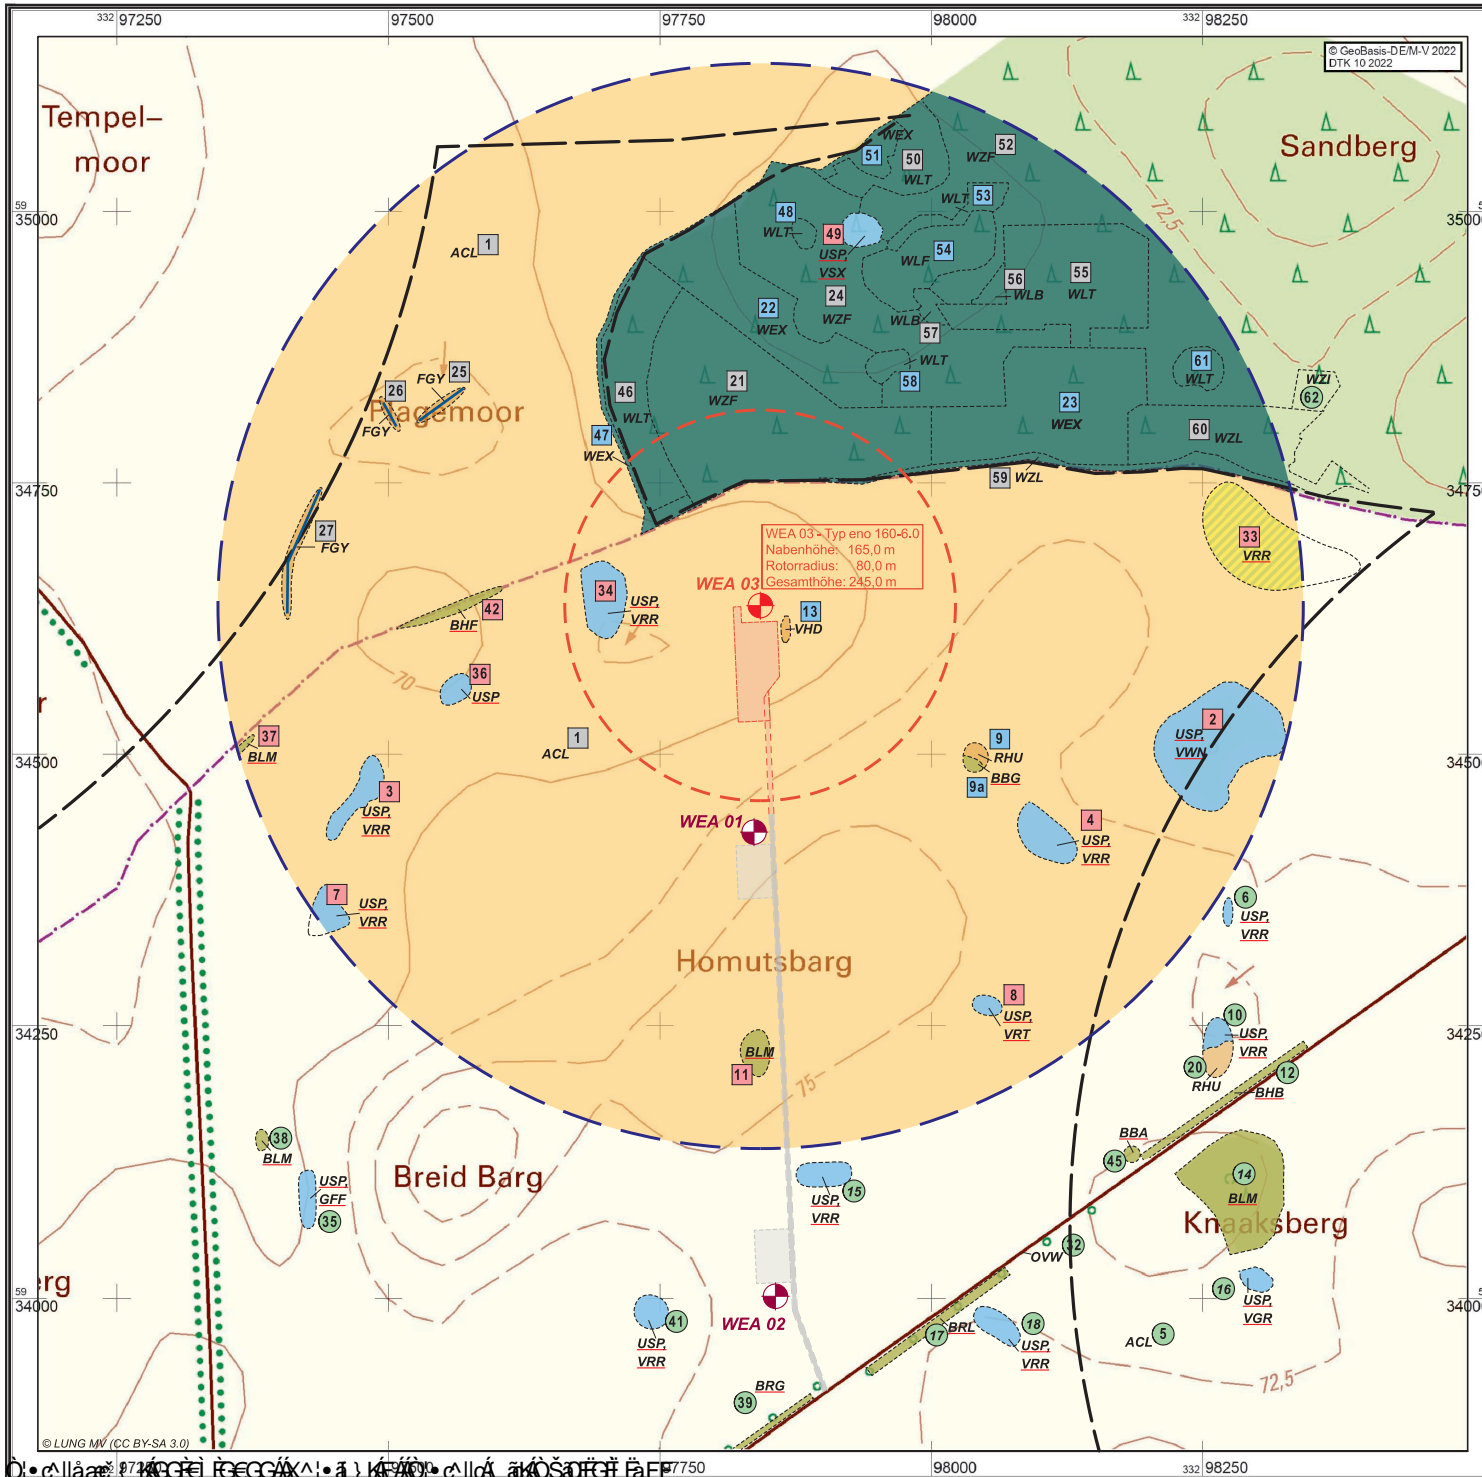 332 97250
97500
97750
98000
332 98250
© GeoBasis-DE/M-V 2022
DTK 10 2022
Tempel–
moor
Sandberg
WEX
51
50
WLT
WZF
52
59
35000
72,5
48
WLT
49
USP,
VSX
WLT
53
WLF
54
1
ACL
24
WZF
56
WLB
55
WLT
22
WEX
WLB
57
WLT
58
61
WLT
25
FGY
26
FGY
Plagemoor
46
WLT
21
WZF
23
WEX
WZI
62
60
WZL
47
WEX
59
WZL
34750
27
FGY
33
VRR
WEA 03 - Typ eno 160-6.0
Nabenhöhe: 165,0 m
Rotorradius: 80,0 m
Gesamthöhe: 245,0 m
WEA 03
34
USP,
VRR
13
VHD
42
BHF
36
USP
70
37
BLM
1
ACL
2
USP,
VWN
9
RHU
BBG
9a
34500
3
USP,
VRR
WEA 01
4
USP,
VRR
7
USP,
VRR
6
USP,
VRR
Homutsbarg
8
USP,
VRT
10
USP,
VRR
34250
BLM
11
75
20
RHU
12
BHB
38
BLM
BBA
45
Breid Barg
USP,
GFF
35
USP,
VRR
15
14
BLM
Knaaksberg
OVW
32
16
USP,
VGR
59
34000
WEA 02
41
USP,
VRR
BRL
17
18
USP,
VRR
ACL
5
72,5
39
BRG
© LUNG MV (CC BY-SA 3.0)
97750
98000
332 98250